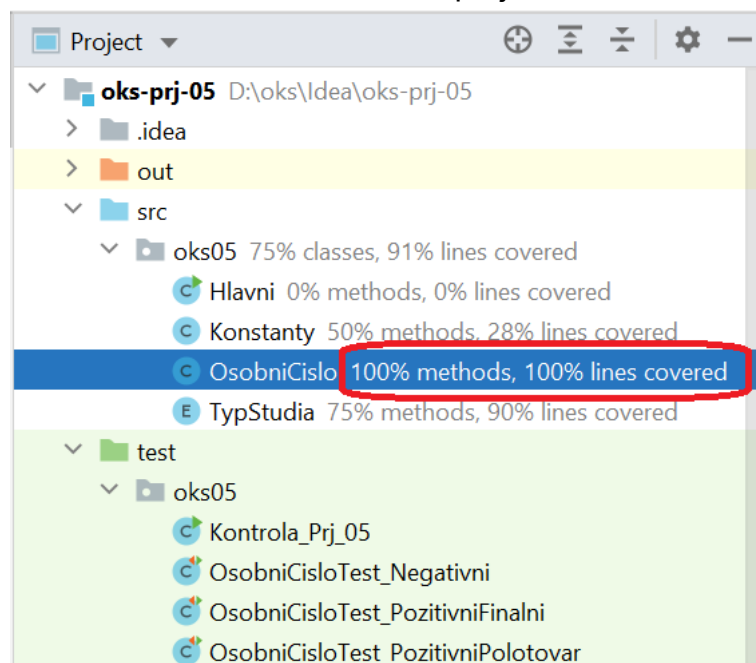 Project
oks-prj-05 D:\oks\Idea\oks-prj-05
.idea
out
src
oks05 75% classes, 91% lines covered
Hlavni 0% methods, 0% lines covered
Konstanty 50% methods, 28% lines covered
OsobniCislo 100% methods, 100% lines covered
TypStudia 75% methods, 90% lines covered
test
oks05
Kontrola_Prj_05
OsobniCisloTest_Negativni
OsobniCisloTest_PozitivniFinalni
OsobniCisloTest_PozitivniPolotovar